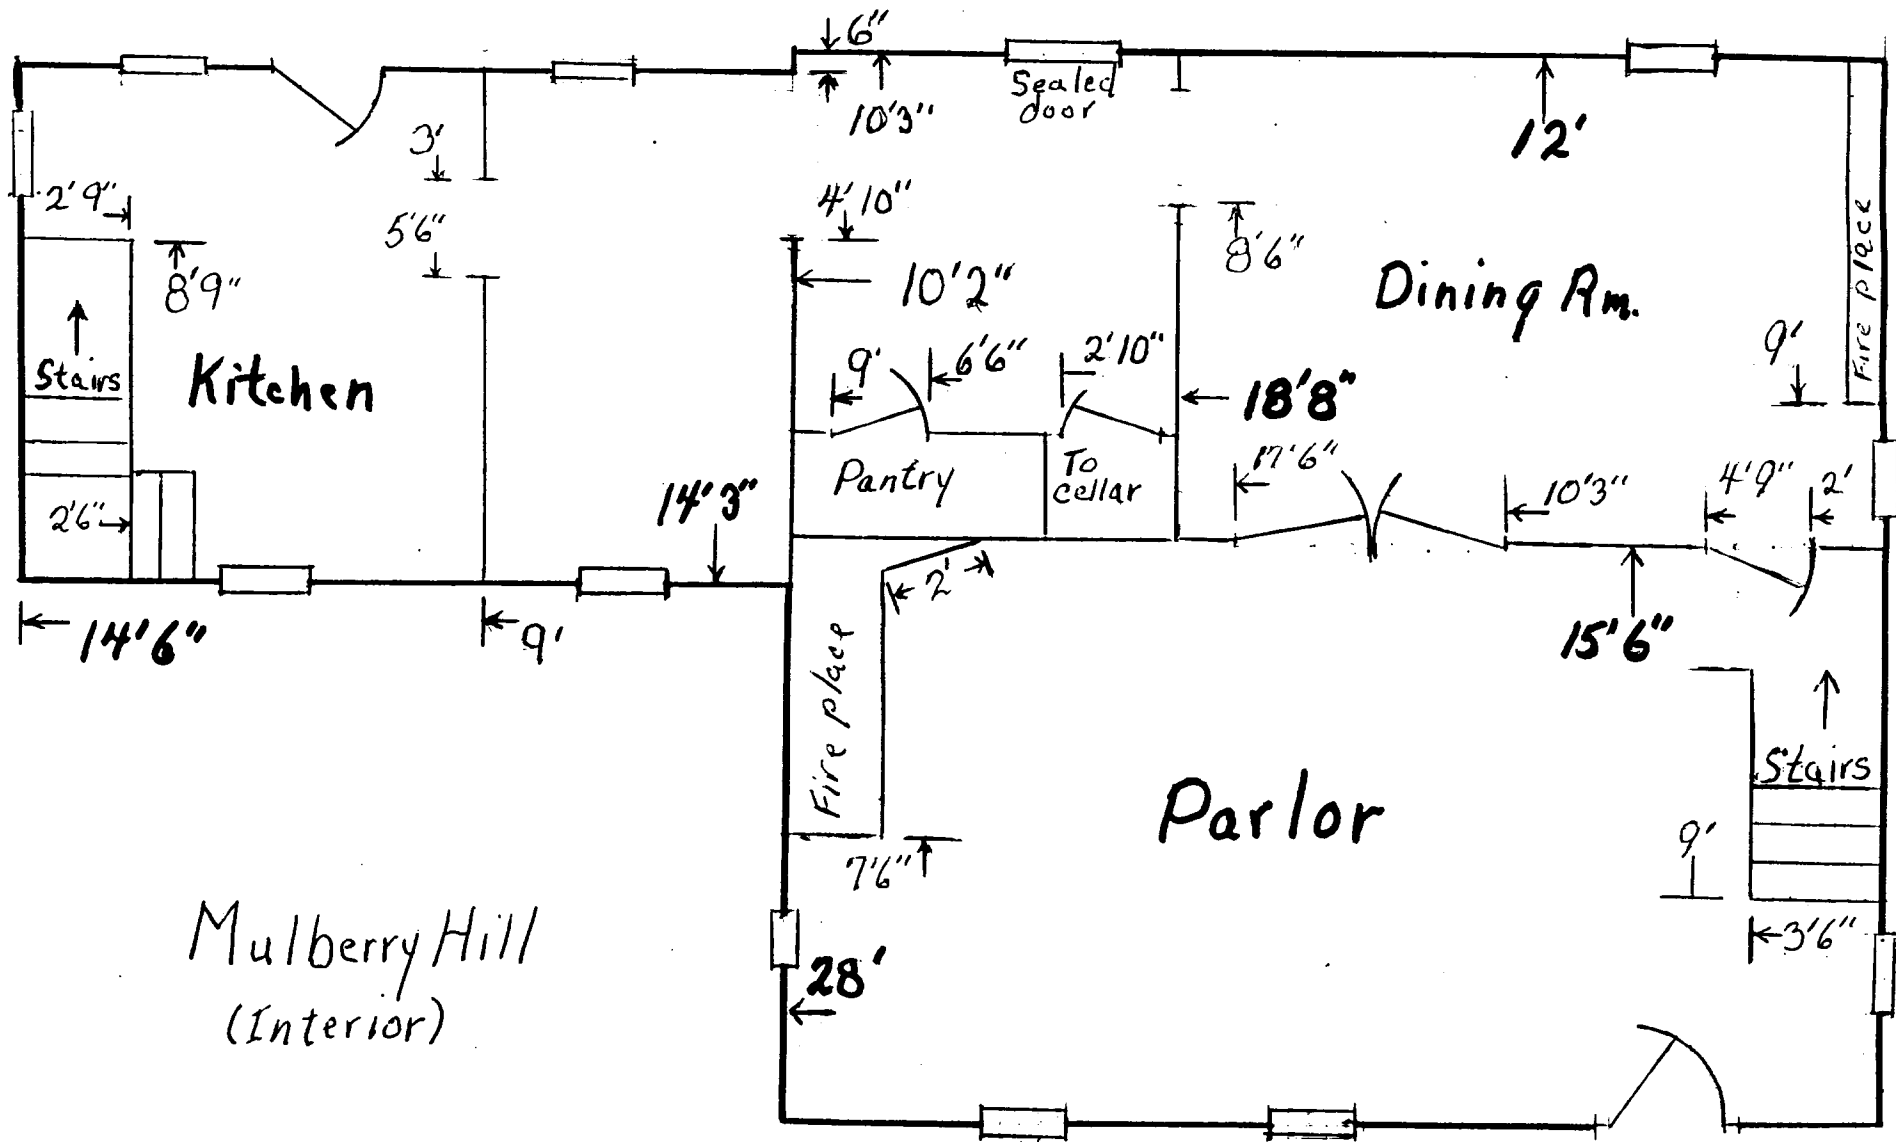 6"
10'3"
Sealed
door
12'
3'
2'9"
4'10"
5'6"
8'6"
8'9"
10'2"
Dining Rm.
Fire place
Stairs
Kitchen
9'
6'6"
2'10"
9'
18'8"
Pantry
To
cellar
17'6"
14'3"
10'3"
4'9"
2'
2'6"
14'6"
9'
2'
15'6"
Fire place
Stairs
Parlor
7'6"
9'
3'6"
Mulberry Hill
(Interior)
28'